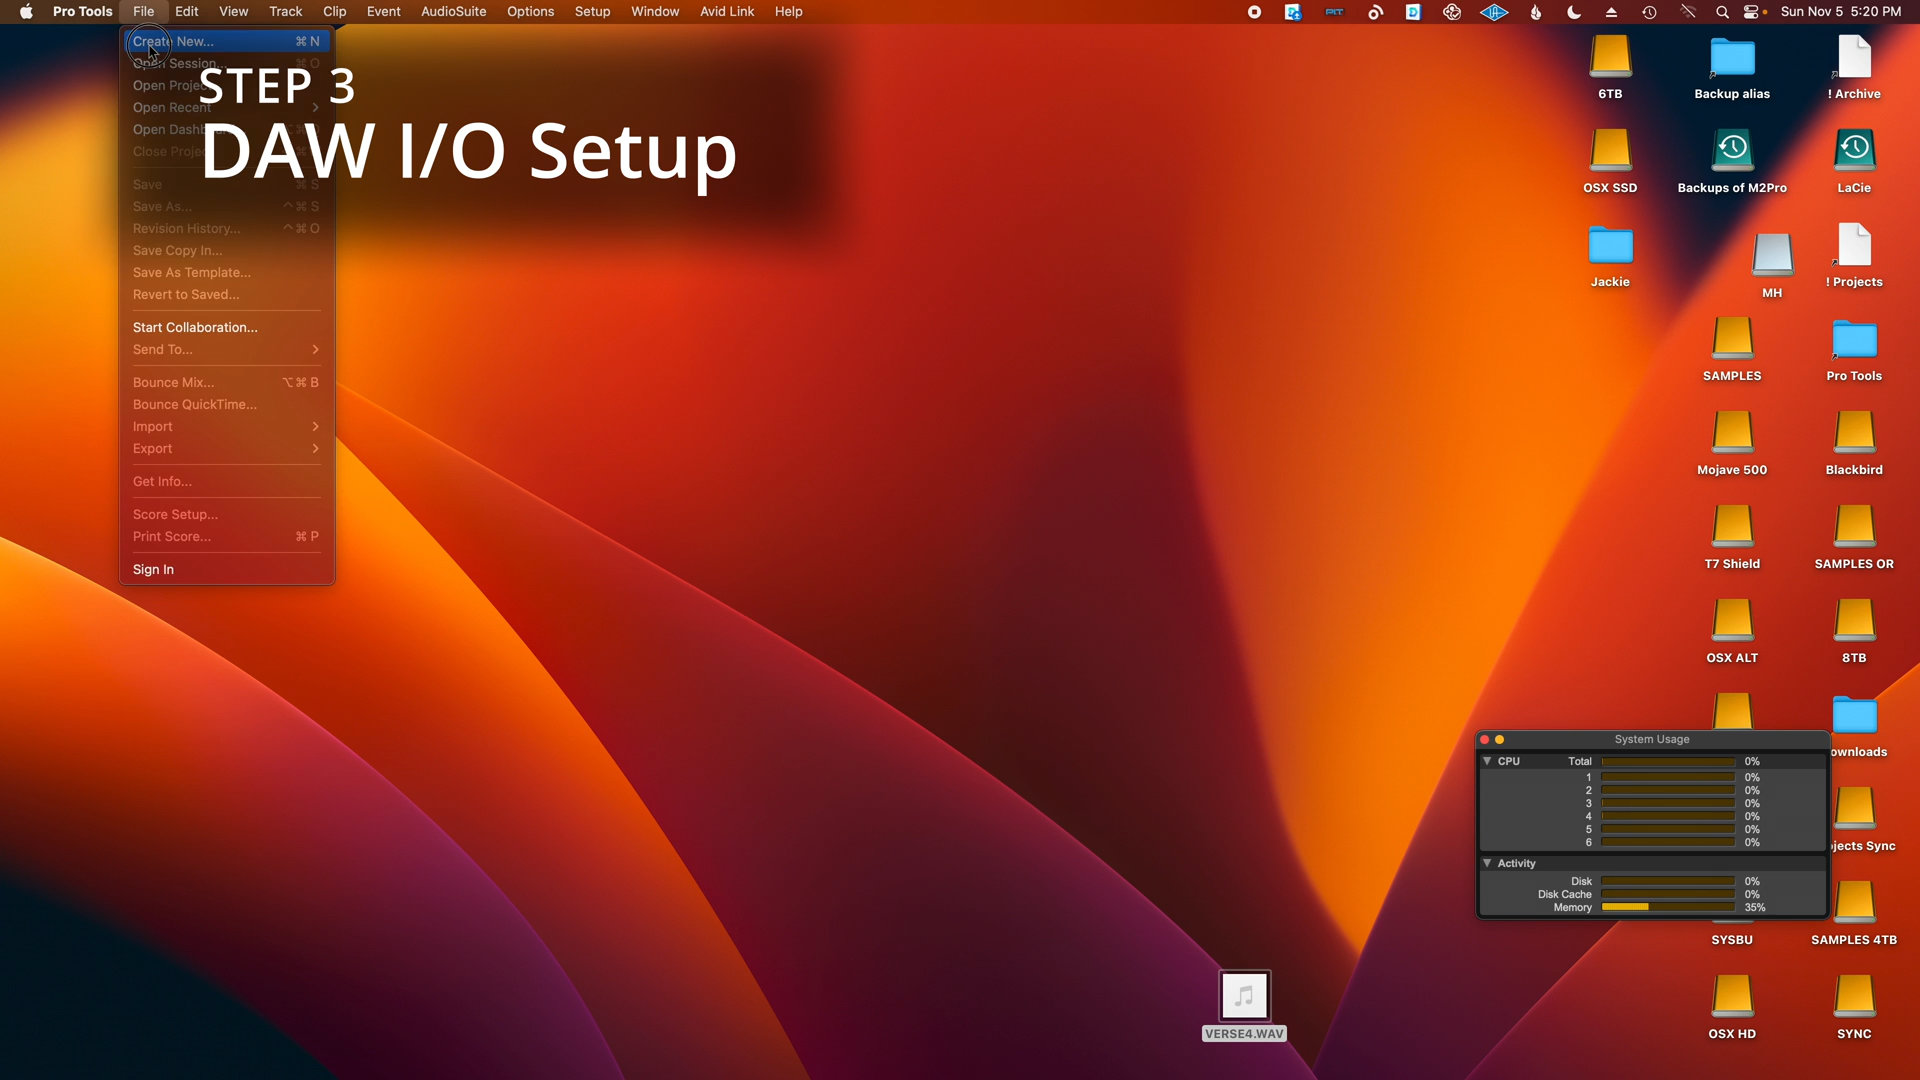 Pro Tools File Edit View Track Clip Event AudioSuite Options Setup Window Avid Link Help
Sun Nov 5 5:20 PM
Create New... ⌘ N
Open Session...
STEP 3
DAW I/O Setup
Open Recent
Save ⌘ S
Save As... ^ ⌘ S
Revision History... ^ ⌘ O
Save Copy In...
Save As Template...
Revert to Saved...
Start Collaboration...
Send To...
Bounce Mix... ⌥ ⌘ B
Bounce QuickTime...
Import
Export
Get Info...
Score Setup...
Print Score... ⌘ P
Sign In
6TB
Backup alias
! Archive
OSX SSD
Backups of M2Pro
LaCie
Jackie
MH
! Projects
SAMPLES
Pro Tools
Mojave 500
Blackbird
T7 Shield
SAMPLES OR
OSX ALT
8TB
ownloads
jects Sync
SYSBU
SAMPLES 4TB
OSX HD
SYNC
System Usage
CPU Total 0%
1 0%
2 0%
3 0%
4 0%
5 0%
6 0%
Activity
Disk 0%
Disk Cache 0%
Memory 35%
VERSE4.WAV